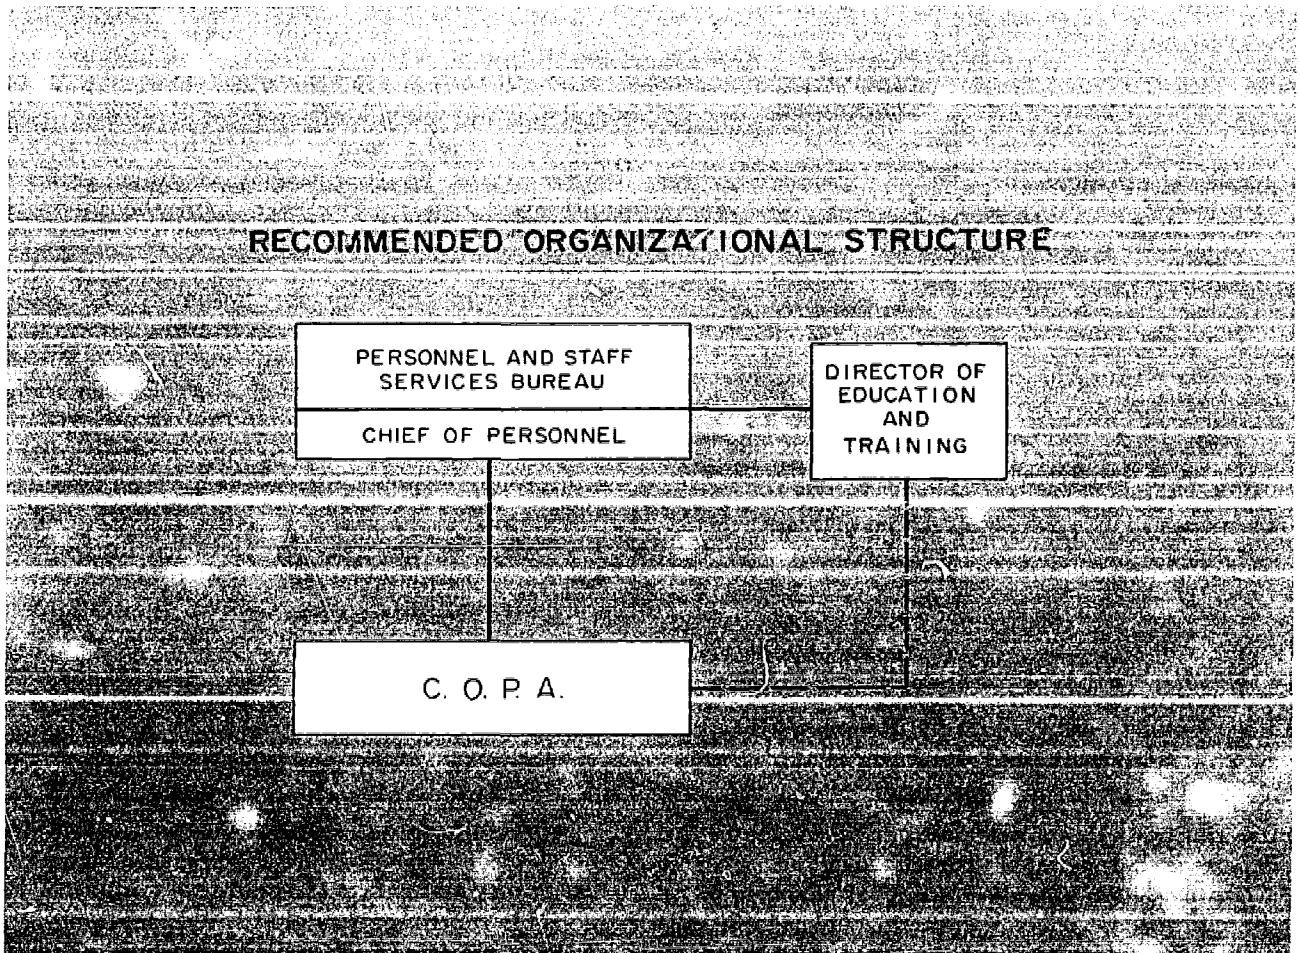 RECOMMENDED ORGANIZATIONAL STRUCTURE
PERSONNEL AND STAFF
SERVICES BUREAU
CHIEF OF PERSONNEL
DIRECTOR OF
EDUCATION
AND
TRAINING
C. O. P. A.